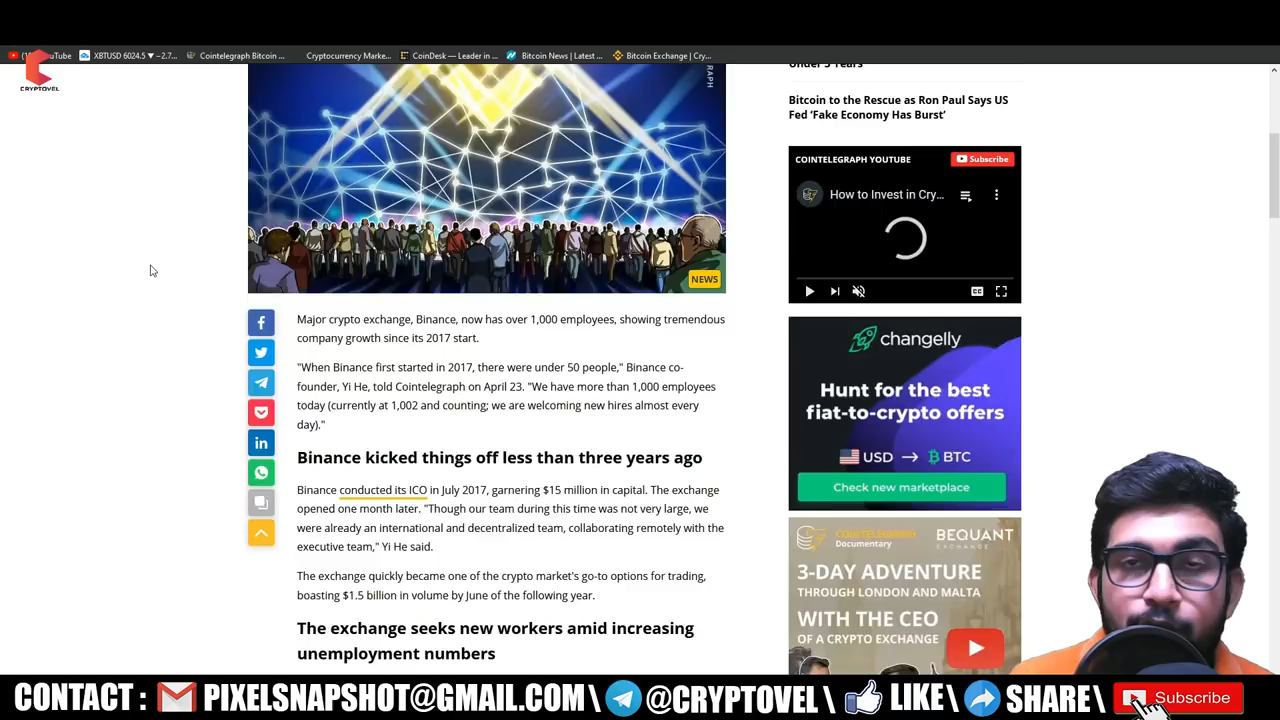 YouTube
XBTUSD 6024.5 ▼ −2.7...
Cointelegraph Bitcoin ...
Cryptocurrency Marke...
CoinDesk — Leader in ...
Bitcoin News | Latest ...
Bitcoin Exchange | Cry...
CRYPTOVEL
RAPH
NEWS
Major crypto exchange, Binance, now has over 1,000 employees, showing tremendous
company growth since its 2017 start.
"When Binance first started in 2017, there were under 50 people," Binance co-
founder, Yi He, told Cointelegraph on April 23. "We have more than 1,000 employees
today (currently at 1,002 and counting; we are welcoming new hires almost every
day)."
Binance kicked things off less than three years ago
Binance conducted its ICO in July 2017, garnering $15 million in capital. The exchange
opened one month later. "Though our team during this time was not very large, we
were already an international and decentralized team, collaborating remotely with the
executive team," Yi He said.
The exchange quickly became one of the crypto market's go-to options for trading,
boasting $1.5 billion in volume by June of the following year.
The exchange seeks new workers amid increasing
unemployment numbers
Under 5 Years
Bitcoin to the Rescue as Ron Paul Says US
Fed ‘Fake Economy Has Burst’
COINTELEGRAPH YOUTUBE
Subscribe
How to Invest in Cry...
CC
changelly
Hunt for the best
fiat-to-crypto offers
USD → BTC
Check new marketplace
COINTELEGRAPH
Documentary
BEQUANT
EXCHANGE
3-DAY ADVENTURE
THROUGH LONDON AND MALTA
WITH THE CEO
OF A CRYPTO EXCHANGE
CONTACT : PIXELSNAPSHOT@GMAIL.COM \ @CRYPTOVEL \ LIKE\ SHARE\ Subscribe